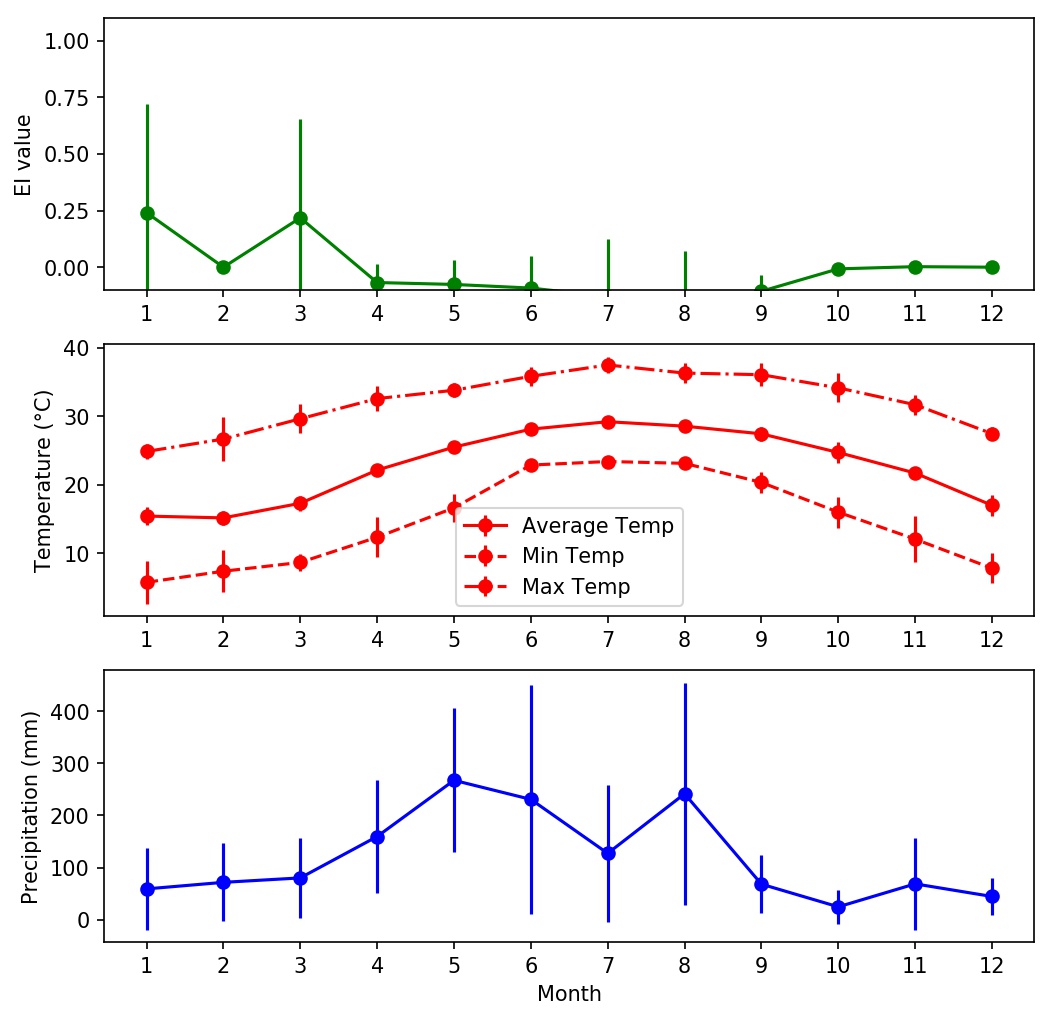 EI value
1.00
0.75
0.50
0.25
0.00
1 2 3 4 5 6 7 8 9 10 11 12
Temperature (°C)
40
30
20
10
Average Temp
Min Temp
Max Temp
1 2 3 4 5 6 7 8 9 10 11 12
Precipitation (mm)
400
300
200
100
0
1 2 3 4 5 6 7 8 9 10 11 12
Month